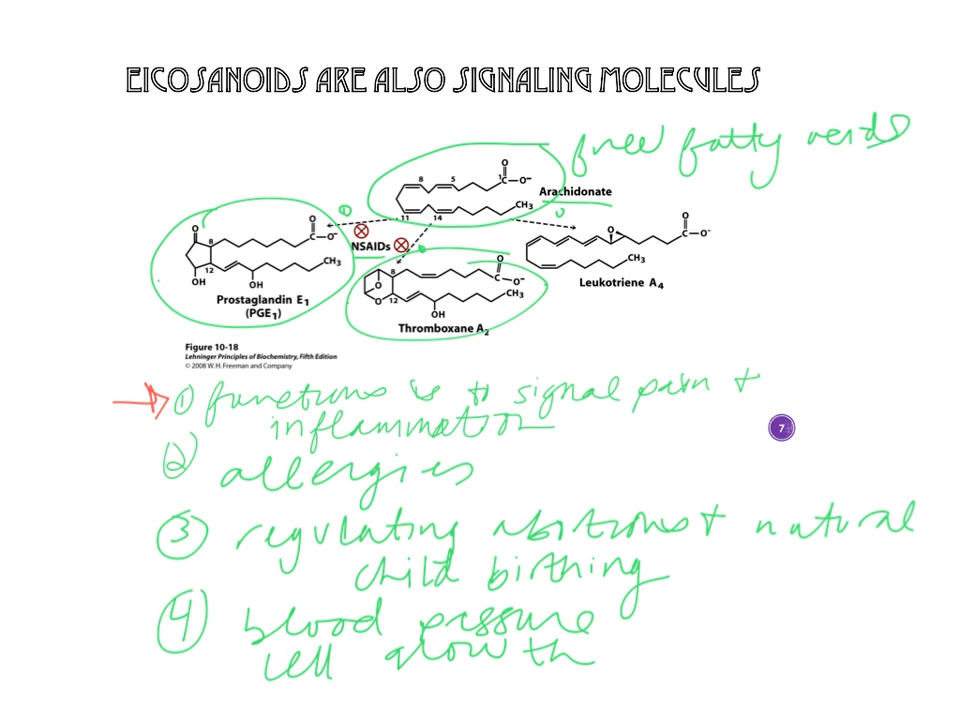 EICOSANOIDS ARE ALSO SIGNALING MOLECULES
free fatty acids
O
8 5 1 C O⁻
Arachidonate
CH₃
11 14
①
NSAIDs
O
8 C O⁻
12 CH₃
OH OH
Prostaglandin E₁
(PGE₁)
O
8 C O⁻
O 12 CH₃
O OH
Thromboxane A₂
O O
C O⁻
CH₃
Leukotriene A₄
Figure 10-18
Lehninger Principles of Biochemistry, Fifth Edition
© 2008 W. H. Freeman and Company
① functions is to signal pain +
inflammation
② allergies
③ regulating abortions + natural
child birthing
④ blood pressure
cell growth
7